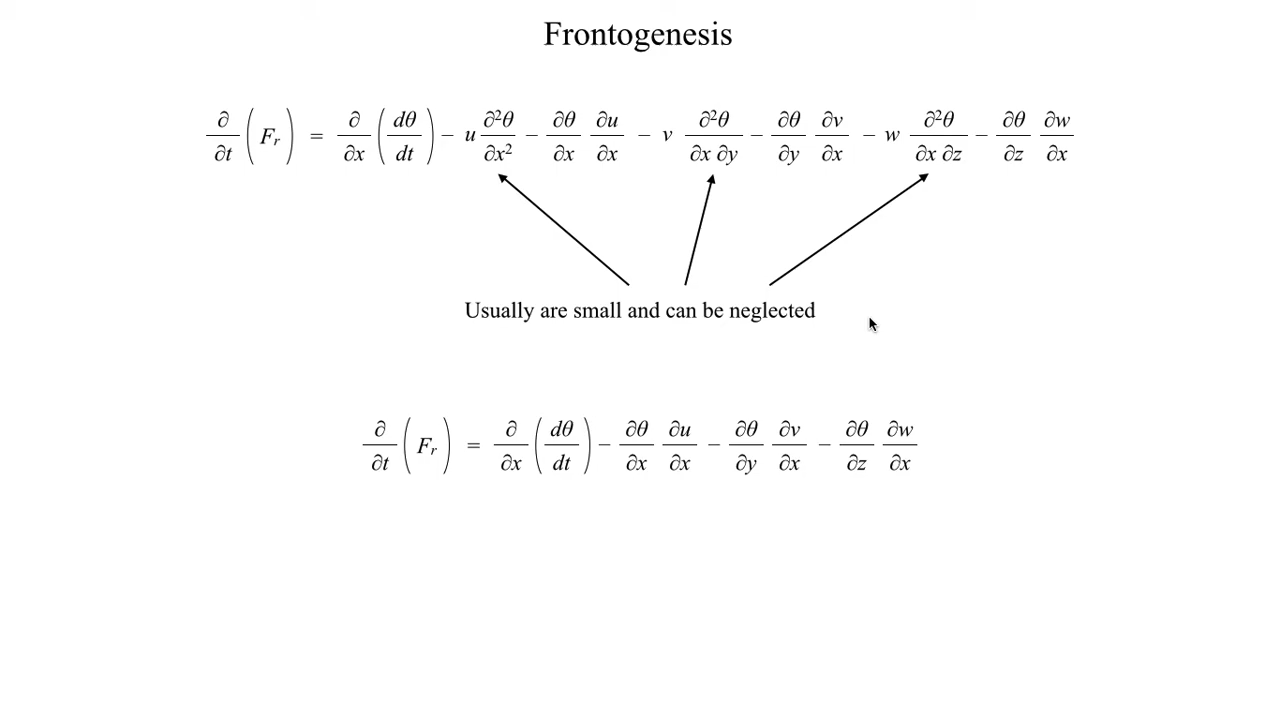 Frontogenesis
∂/∂t (F_r) = ∂/∂x (dθ/dt) − u ∂²θ/∂x² − ∂θ/∂x ∂u/∂x − v ∂²θ/∂x ∂y − ∂θ/∂y ∂v/∂x − w ∂²θ/∂x ∂z − ∂θ/∂z ∂w/∂x
Usually are small and can be neglected
∂/∂t (F_r) = ∂/∂x (dθ/dt) − ∂θ/∂x ∂u/∂x − ∂θ/∂y ∂v/∂x − ∂θ/∂z ∂w/∂x